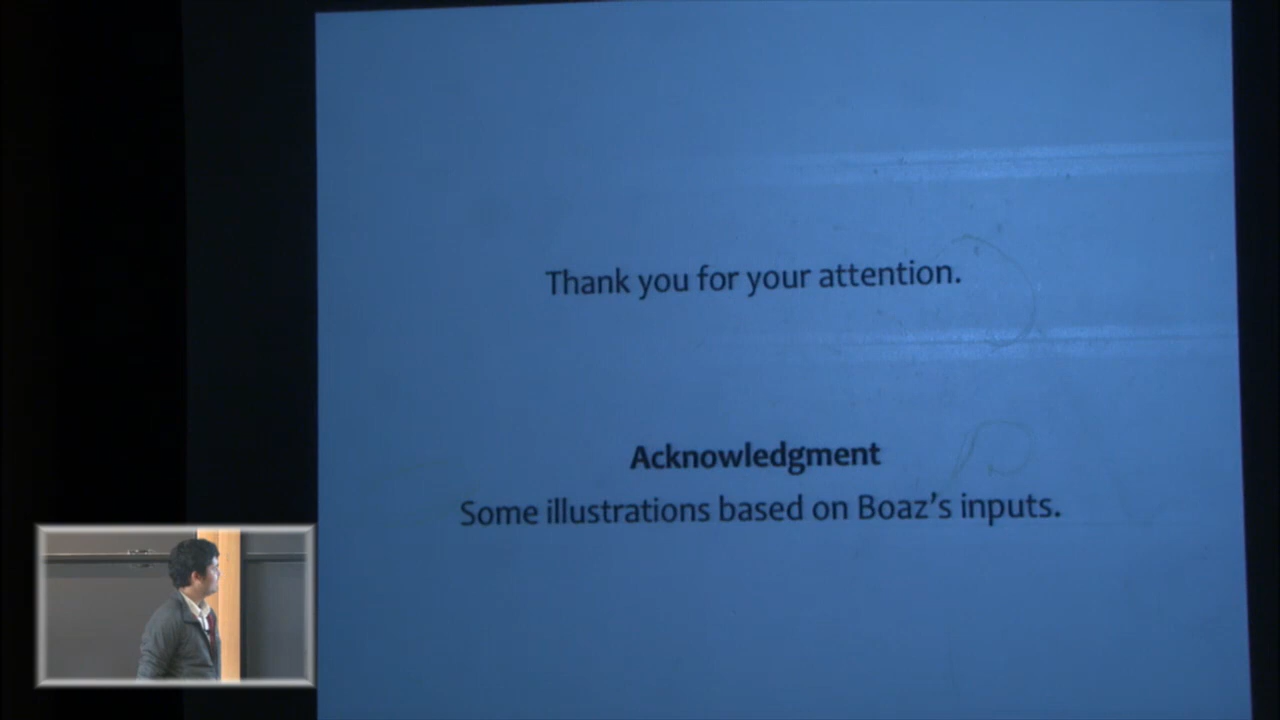 Thank you for your attention.
Acknowledgment
Some illustrations based on Boaz’s inputs.